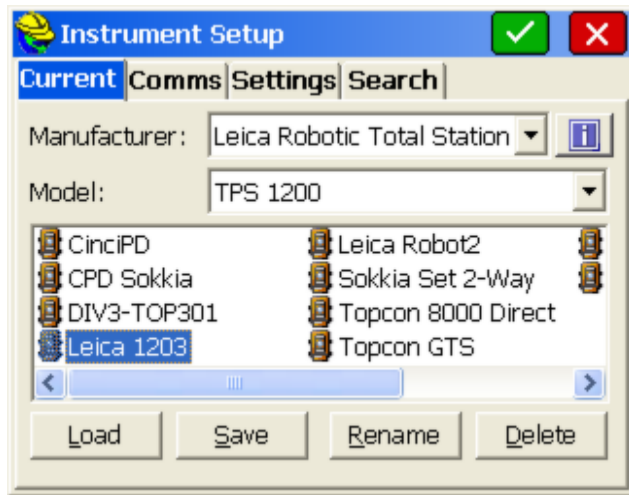 Instrument Setup
Current Comms Settings Search
Manufacturer: Leica Robotic Total Station
Model: TPS 1200
CinciPD Leica Robot2
CPD Sokkia Sokkia Set 2-Way
DIV3-TOP301 Topcon 8000 Direct
Leica 1203 Topcon GTS
Load Save Rename Delete